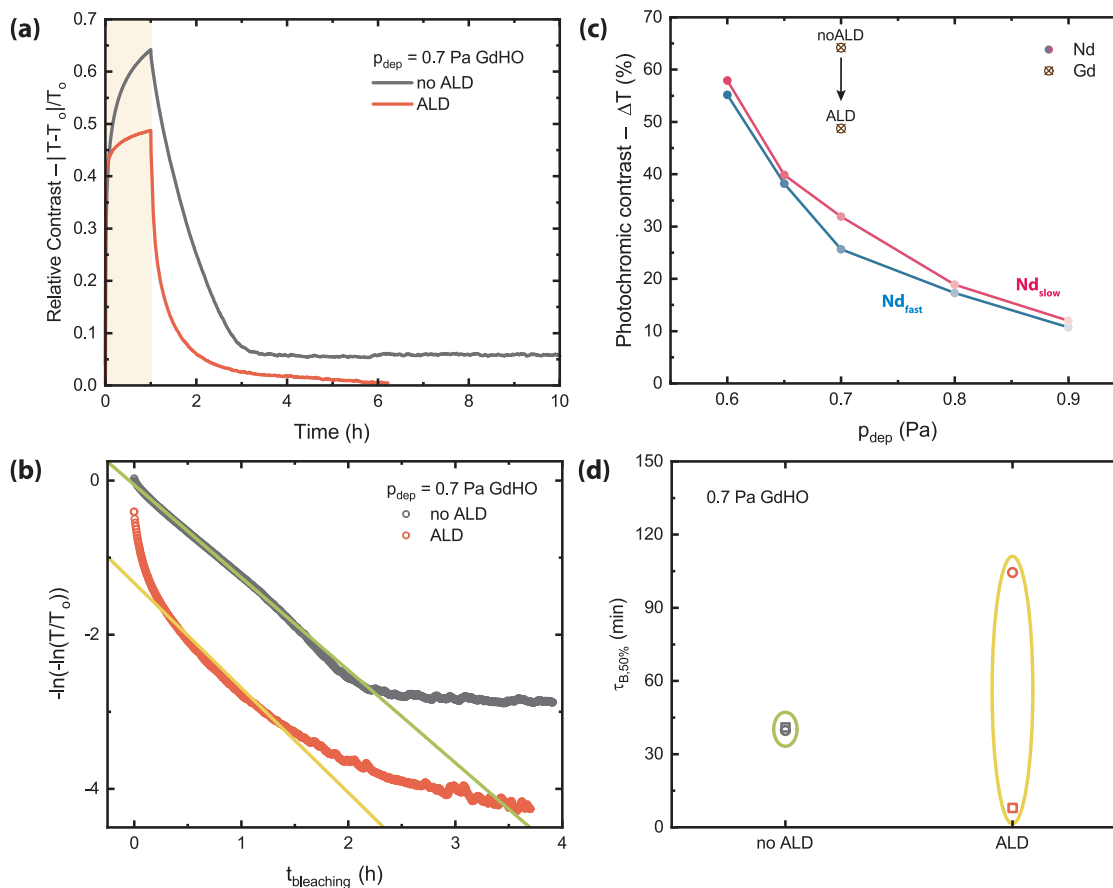 (a)
p_dep = 0.7 Pa GdHO
no ALD
ALD
Relative Contrast – |T-T_o|/T_o
0.7
0.6
0.5
0.4
0.3
0.2
0.1
0.0
0 2 4 6 8 10
Time (h)
(c)
noALD
ALD
Nd
Gd
Photochromic contrast – ΔT (%)
70
60
50
40
30
20
10
0
Nd_fast
Nd_slow
0.6 0.7 0.8 0.9
p_dep (Pa)
(b)
p_dep = 0.7 Pa GdHO
no ALD
ALD
-ln(-ln(T/T_o))
0
-2
-4
0 1 2 3 4
t_bleaching (h)
(d)
0.7 Pa GdHO
τ_B,50% (min)
150
120
90
60
30
0
no ALD ALD